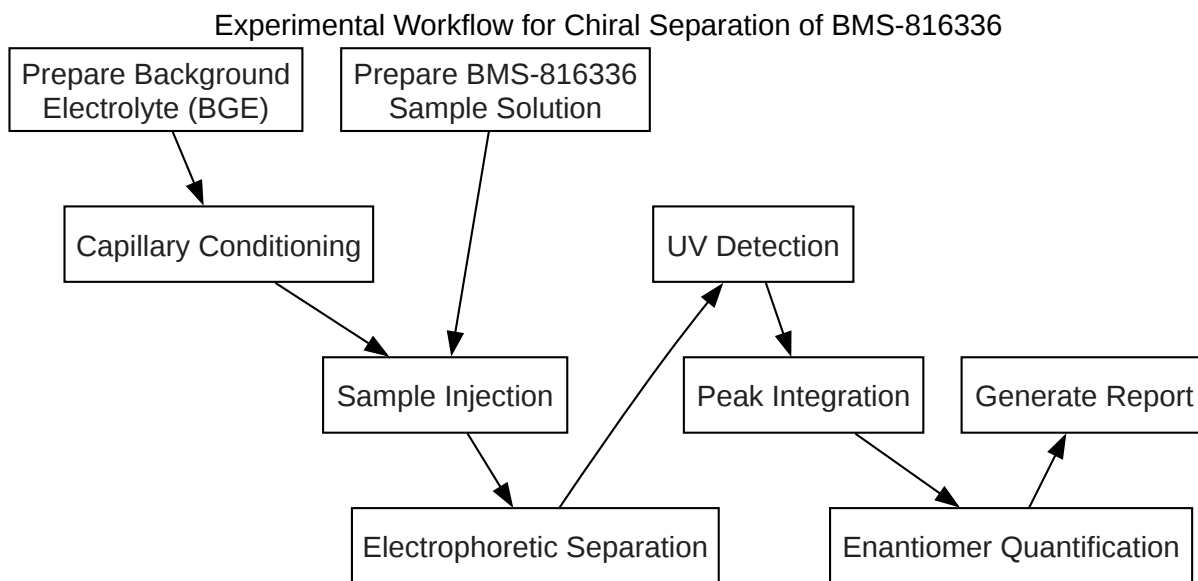 Experimental Workflow for Chiral Separation of BMS-816336
Prepare Background
Electrolyte (BGE)
Prepare BMS-816336
Sample Solution
Capillary Conditioning
UV Detection
Sample Injection
Peak Integration
Generate Report
Electrophoretic Separation
Enantiomer Quantification